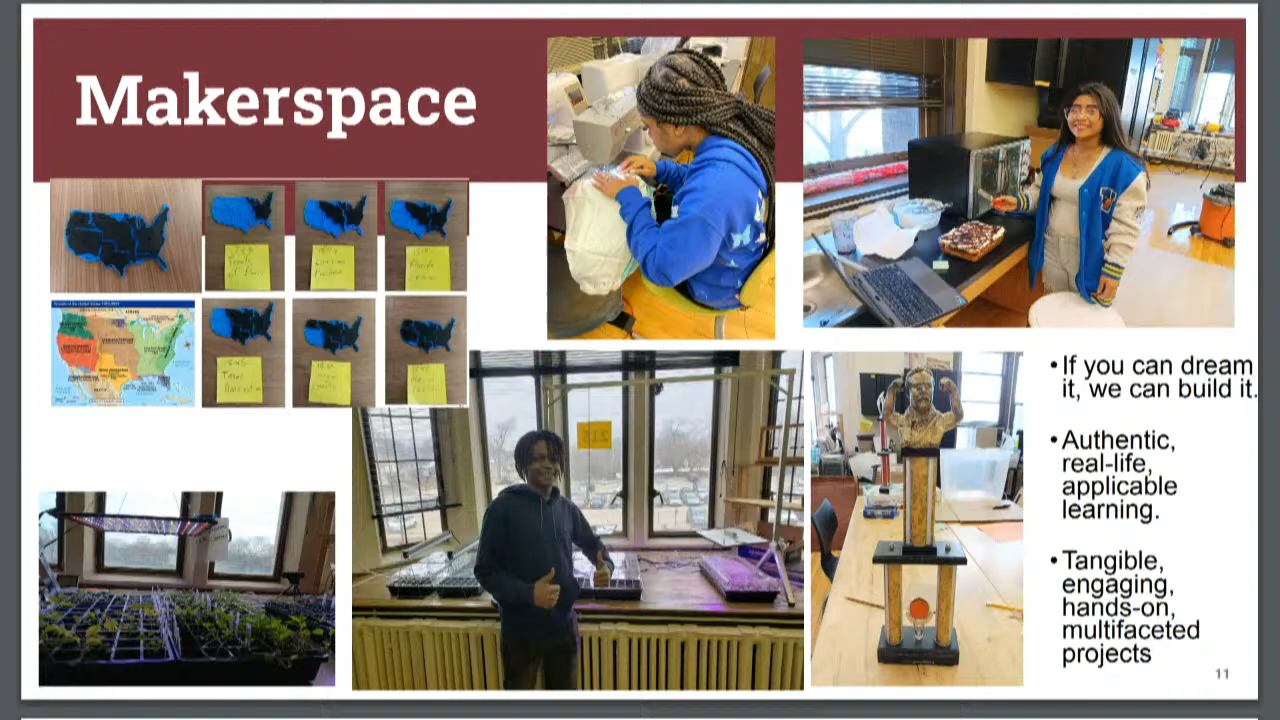 Makerspace
• If you can dream
it, we can build it.
• Authentic,
real-life,
applicable
learning.
• Tangible,
engaging,
hands-on,
multifaceted
projects
11